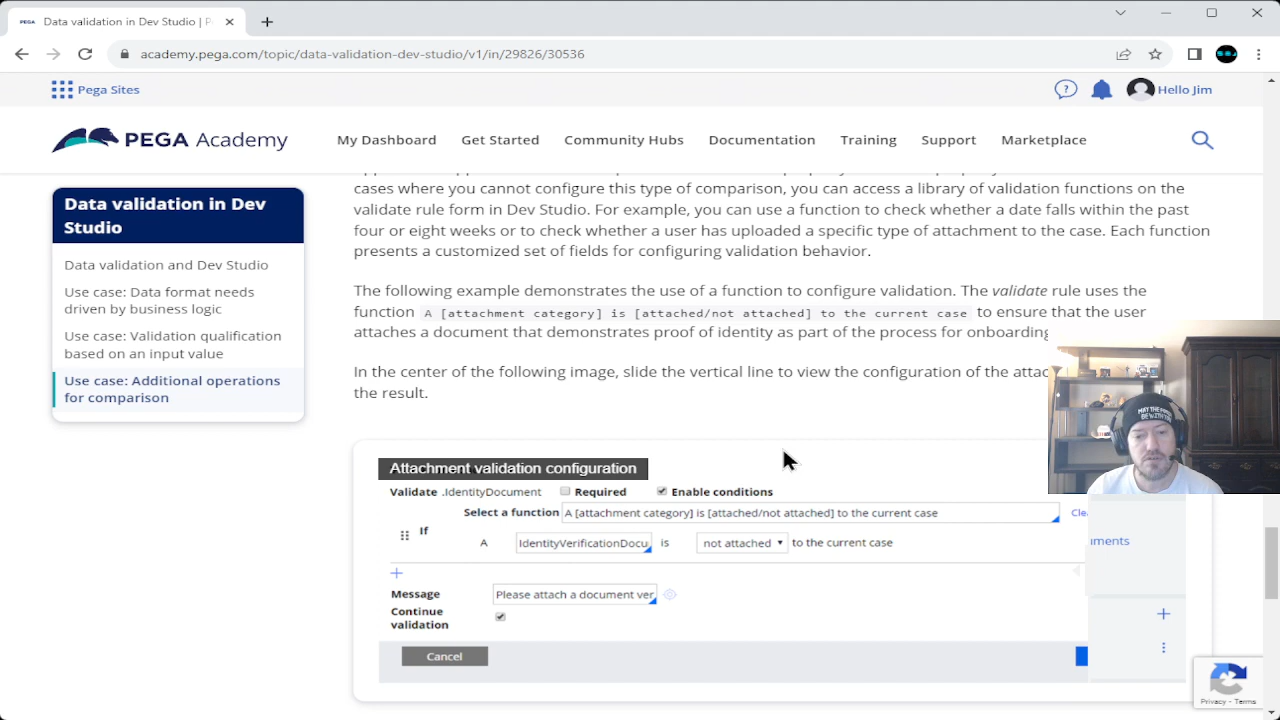 PEGA Data validation in Dev Studio | P
academy.pega.com/topic/data-validation-dev-studio/v1/in/29826/30536
Pega Sites
Hello Jim
PEGA Academy
My Dashboard Get Started Community Hubs Documentation Training Support Marketplace
Data validation in Dev
Studio
Data validation and Dev Studio
Use case: Data format needs
driven by business logic
Use case: Validation qualification
based on an input value
Use case: Additional operations
for comparison
cases where you cannot configure this type of comparison, you can access a library of validation functions on the
validate rule form in Dev Studio. For example, you can use a function to check whether a date falls within the past
four or eight weeks or to check whether a user has uploaded a specific type of attachment to the case. Each function
presents a customized set of fields for configuring validation behavior.
The following example demonstrates the use of a function to configure validation. The validate rule uses the
function A [attachment category] is [attached/not attached] to the current case to ensure that the user
attaches a document that demonstrates proof of identity as part of the process for onboarding
In the center of the following image, slide the vertical line to view the configuration of the attac
the result.
Attachment validation configuration
Validate .IdentityDocument Required Enable conditions
Select a function A [attachment category] is [attached/not attached] to the current case Clea
If
A IdentityVerificationDocu is not attached to the current case
uments
Message Please attach a document ver
Continue
validation
Cancel
MAY THE
BE WITH YOU
Privacy - Terms